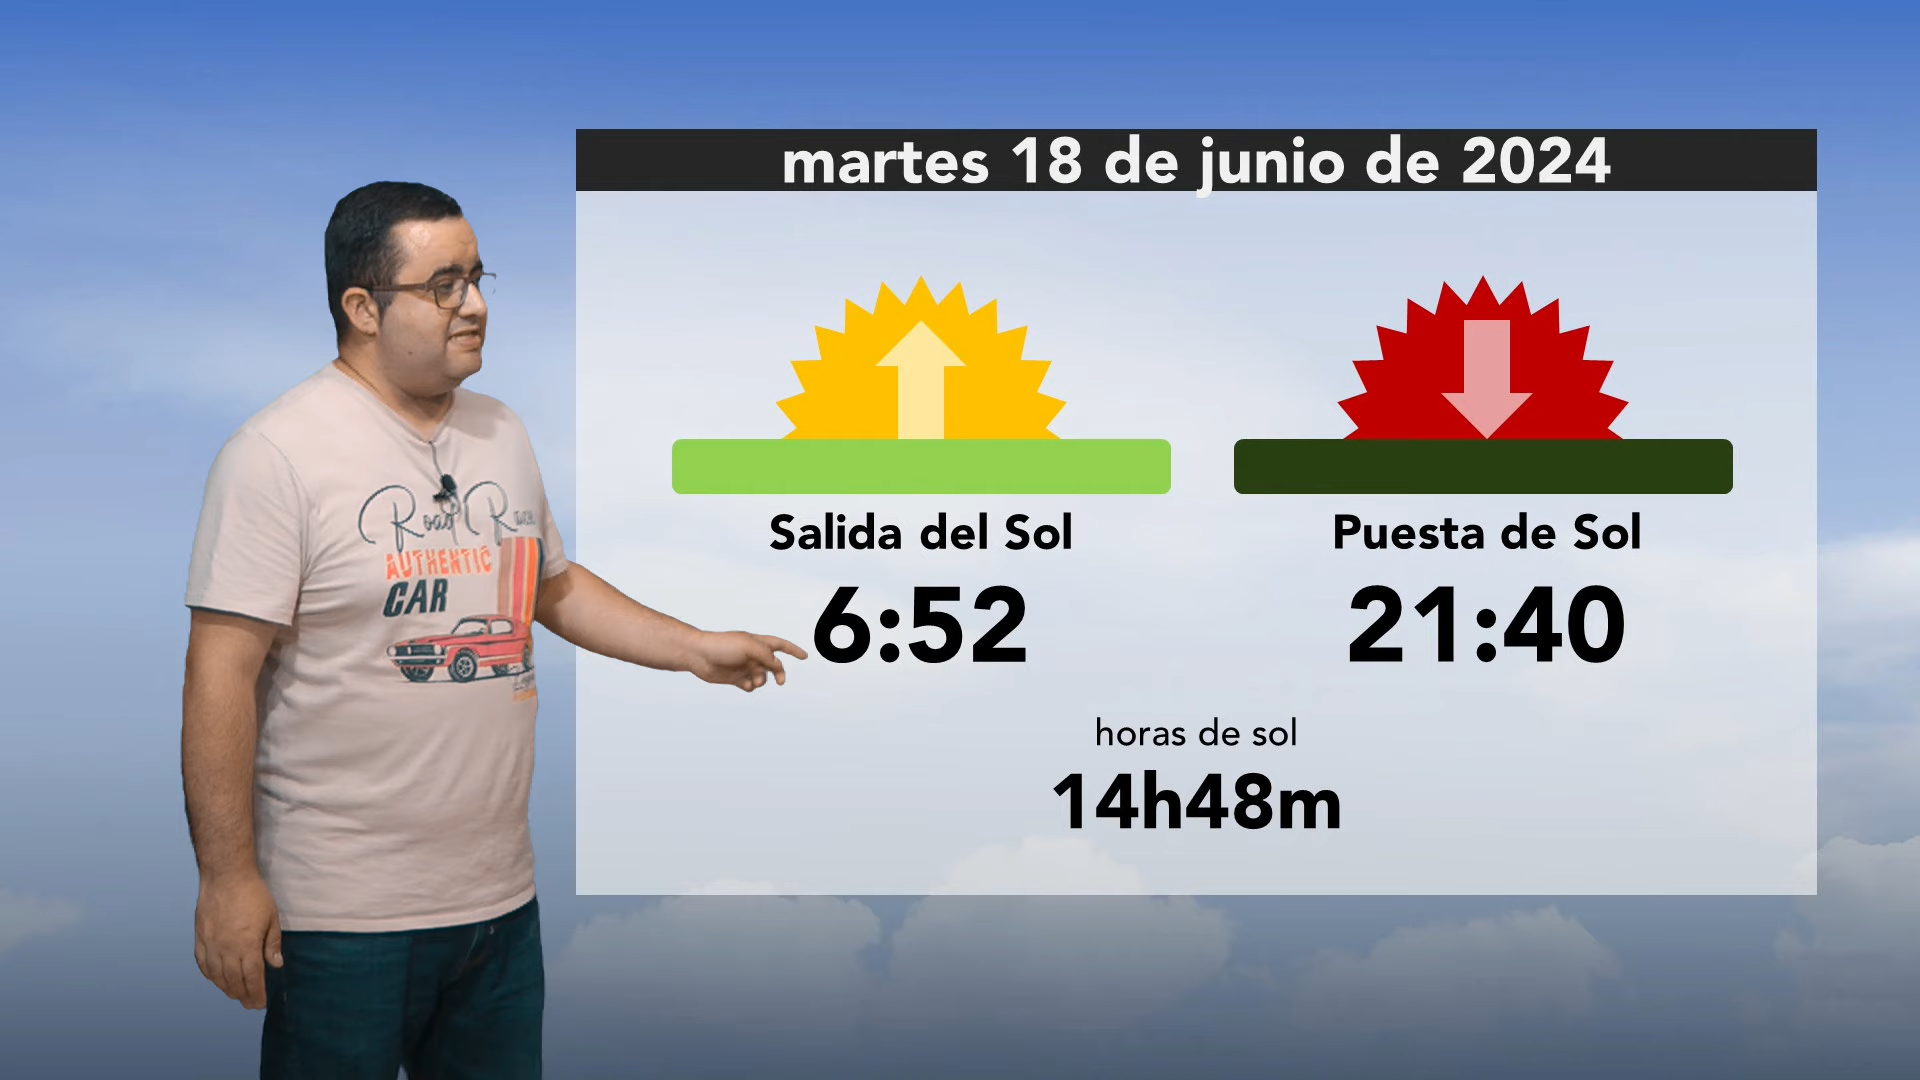 martes 18 de junio de 2024
Salida del Sol
Puesta de Sol
6:52
21:40
horas de sol
14h48m
Road
AUTHENTIC
CAR